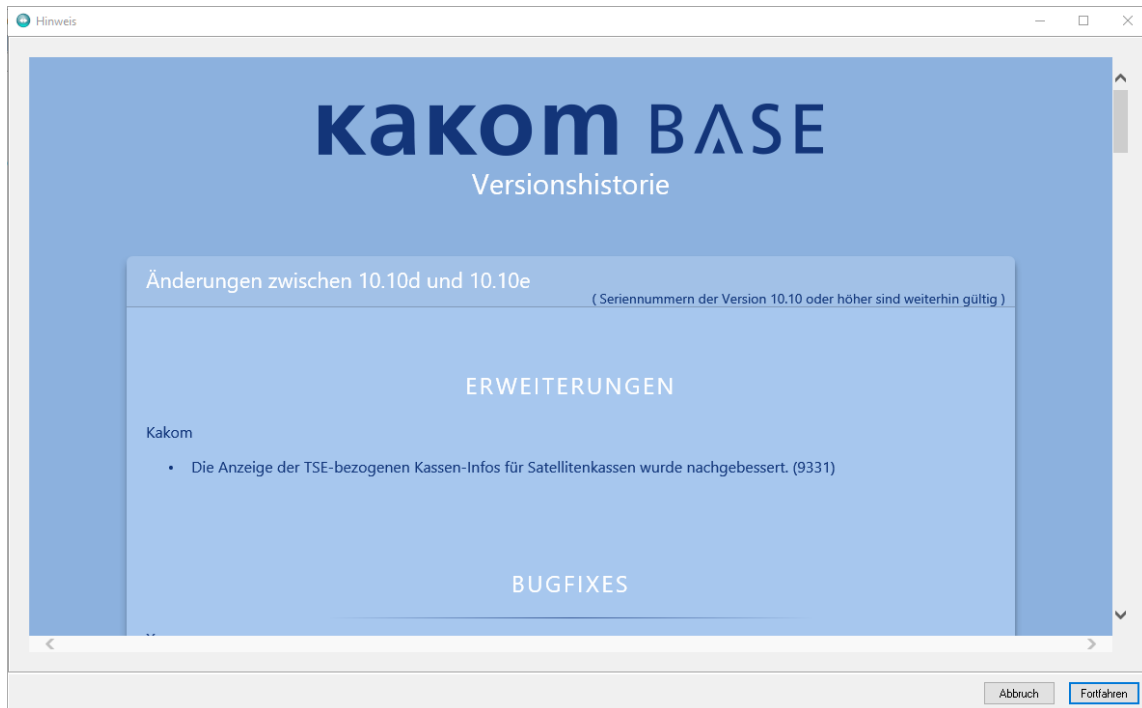 Hinweis
Kakom BASE
Versionshistorie
Änderungen zwischen 10.10d und 10.10e
( Seriennummern der Version 10.10 oder höher sind weiterhin gültig )
ERWEITERUNGEN
Kakom
• Die Anzeige der TSE-bezogenen Kassen-Infos für Satellitenkassen wurde nachgebessert. (9331)
BUGFIXES
Abbruch
Fortfahren